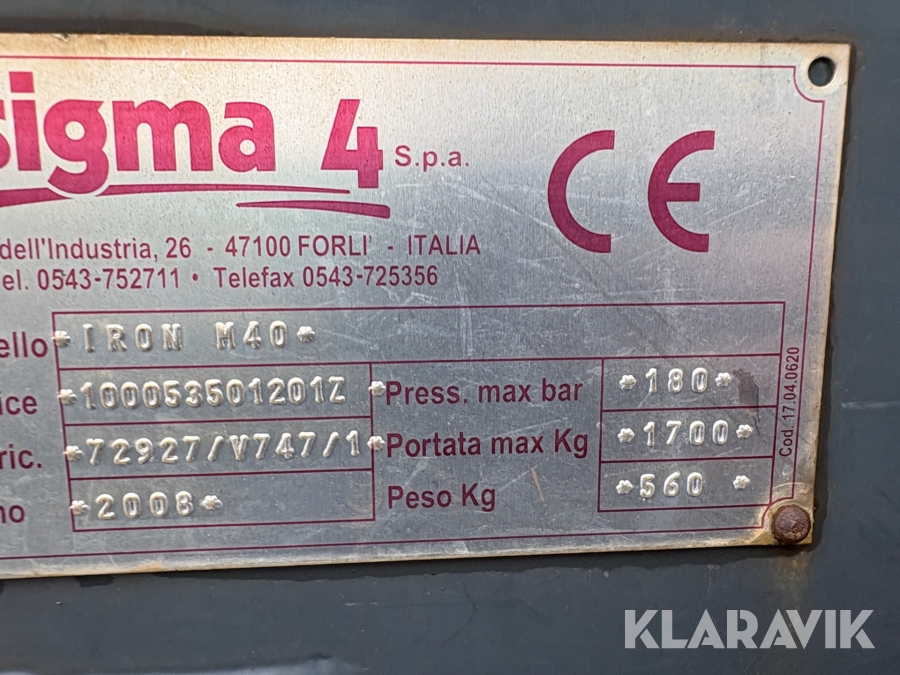 sigma 4 S.p.a.
CE
dell'Industria, 26 - 47100 FORLI' - ITALIA
el. 0543-752711 • Telefax 0543-725356
ello *IRON M40*
ice *100053501201Z* Press. max bar *180*
ric. *72927/V747/1* Portata max Kg *1700*
no *2008* Peso Kg *560 *
Cod. 17.04.0620
KLARAVIK